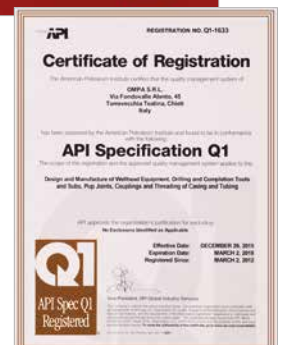 API
REGISTRATION NO. Q1-1633
Certificate of Registration
The American Petroleum Institute certifies that the quality management system of
OMPA S.R.L.
Via Fondovalle Alento, 45
Torrevecchia Teatina, Chieti
Italy
has been assessed by the American Petroleum Institute and found to be in conformance
with the following:
API Specification Q1
The scope of this registration and the approved quality management system applies to the
Design and Manufacture of Wellhead Equipment, Drilling and Completion Tools
and Subs, Pup Joints, Couplings and Threading of Casing and Tubing
API approves the organization's justification for excluding:
No Exclusions Identified as Applicable
Effective Date: DECEMBER 26, 2015
Expiration Date: MARCH 2, 2018
Registered Since: MARCH 2, 2012
Q1
API Spec Q1
Registered
Vice President, API Global Industry Services